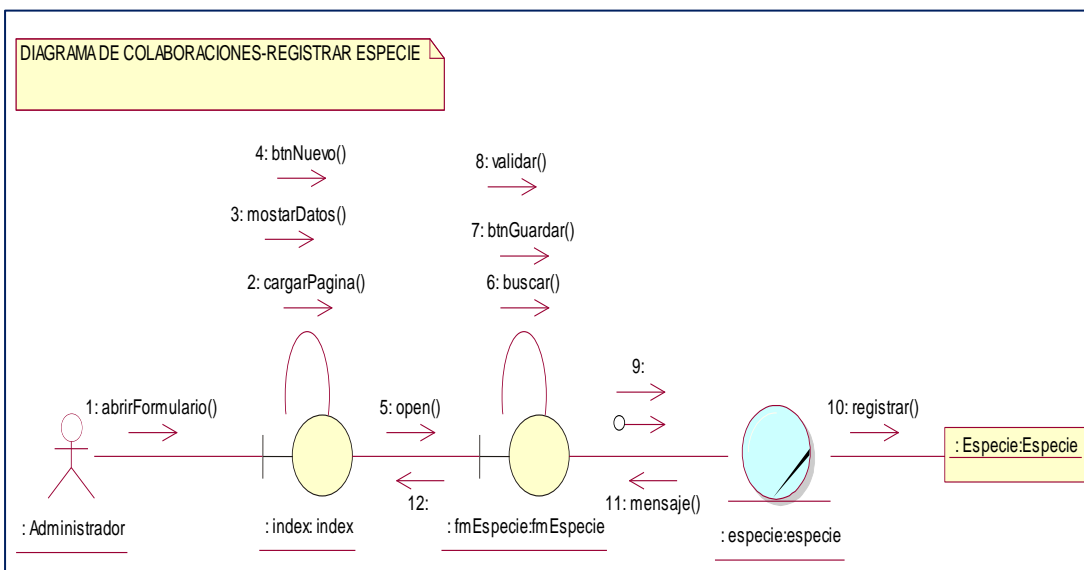 DIAGRAMA DE COLABORACIONES-REGISTRAR ESPECIE
4: btnNuevo()
8: validar()
3: mostarDatos()
7: btnGuardar()
2: cargarPagina()
6: buscar()
9:
1: abrirFormulario()
5: open()
10: registrar()
: Especie:Especie
12:
11: mensaje()
: Administrador
: index: index
: fmEspecie:fmEspecie
: especie:especie